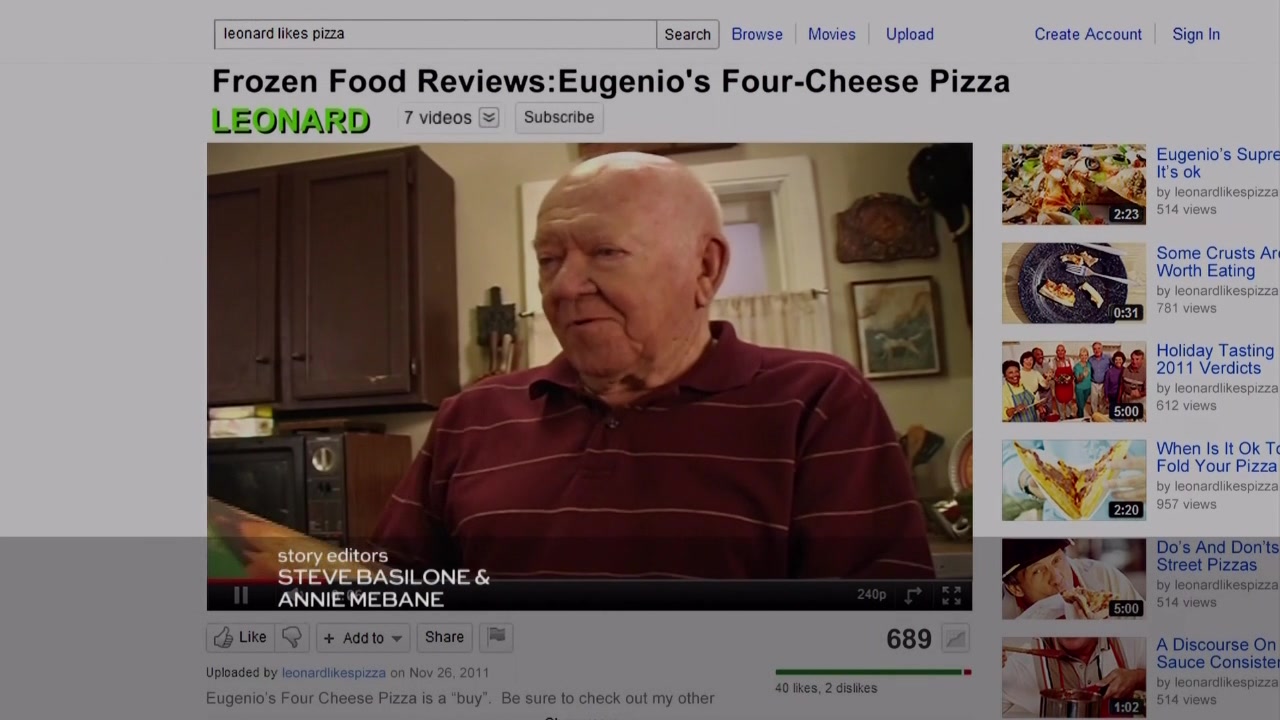 leonard likes pizza
Search
Browse
Movies
Upload
Create Account
Sign In
Frozen Food Reviews:Eugenio's Four-Cheese Pizza
LEONARD
7 videos
Subscribe
Eugenio's Supre
It's ok
by leonardlikespizza
514 views
2:23
Some Crusts Ar
Worth Eating
by leonardlikespizza
781 views
0:31
Holiday Tasting
2011 Verdicts
by leonardlikespizza
612 views
5:00
When Is It Ok To
Fold Your Pizza
by leonardlikespizza
957 views
2:20
Do's And Don'ts
Street Pizzas
by leonardlikespizza
514 views
5:00
A Discourse On
Sauce Consister
by leonardlikespizza
514 views
1:02
story editors
STEVE BASILONE &
ANNIE MEBANE
240p
Like
+ Add to
Share
689
Uploaded by leonardlikespizza on Nov 26, 2011
40 likes, 2 dislikes
Eugenio's Four Cheese Pizza is a "buy". Be sure to check out my other